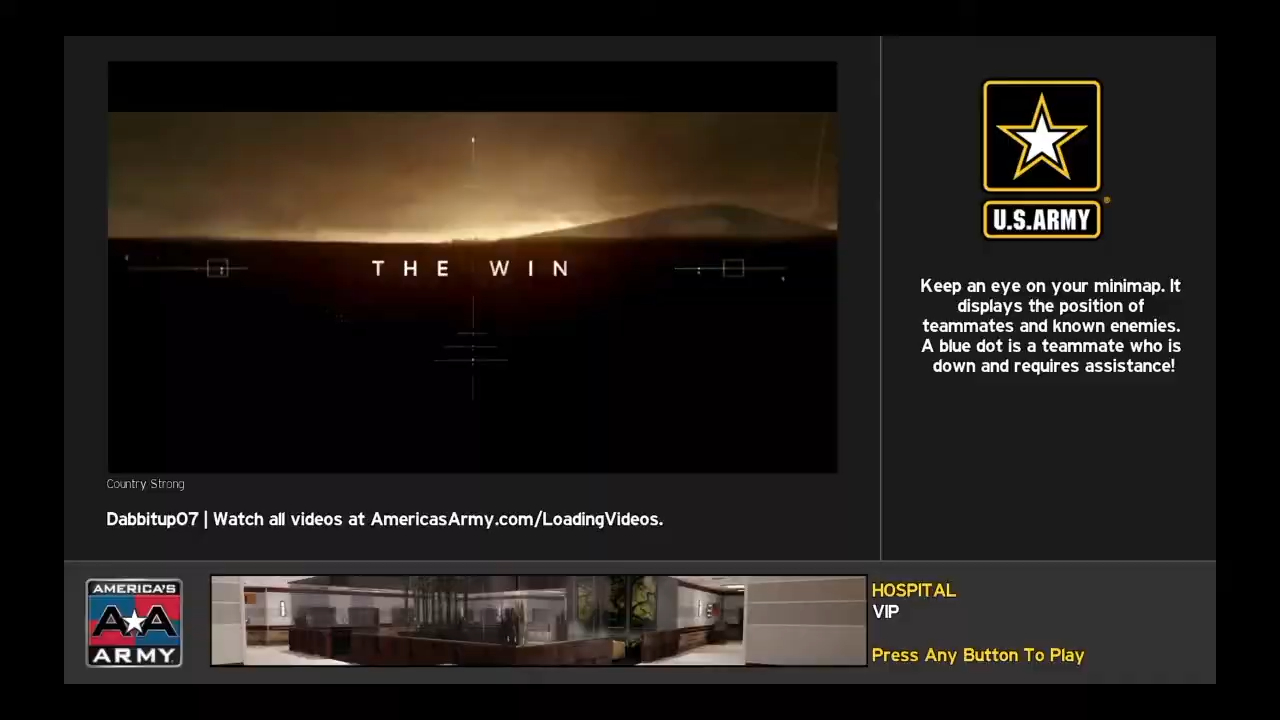 THE WIN
Country Strong
Dabbitup07 | Watch all videos at AmericasArmy.com/LoadingVideos.
U.S.ARMY
®
Keep an eye on your minimap. It
displays the position of
teammates and known enemies.
A blue dot is a teammate who is
down and requires assistance!
AMERICA'S
AA
ARMY
HOSPITAL
VIP
Press Any Button To Play